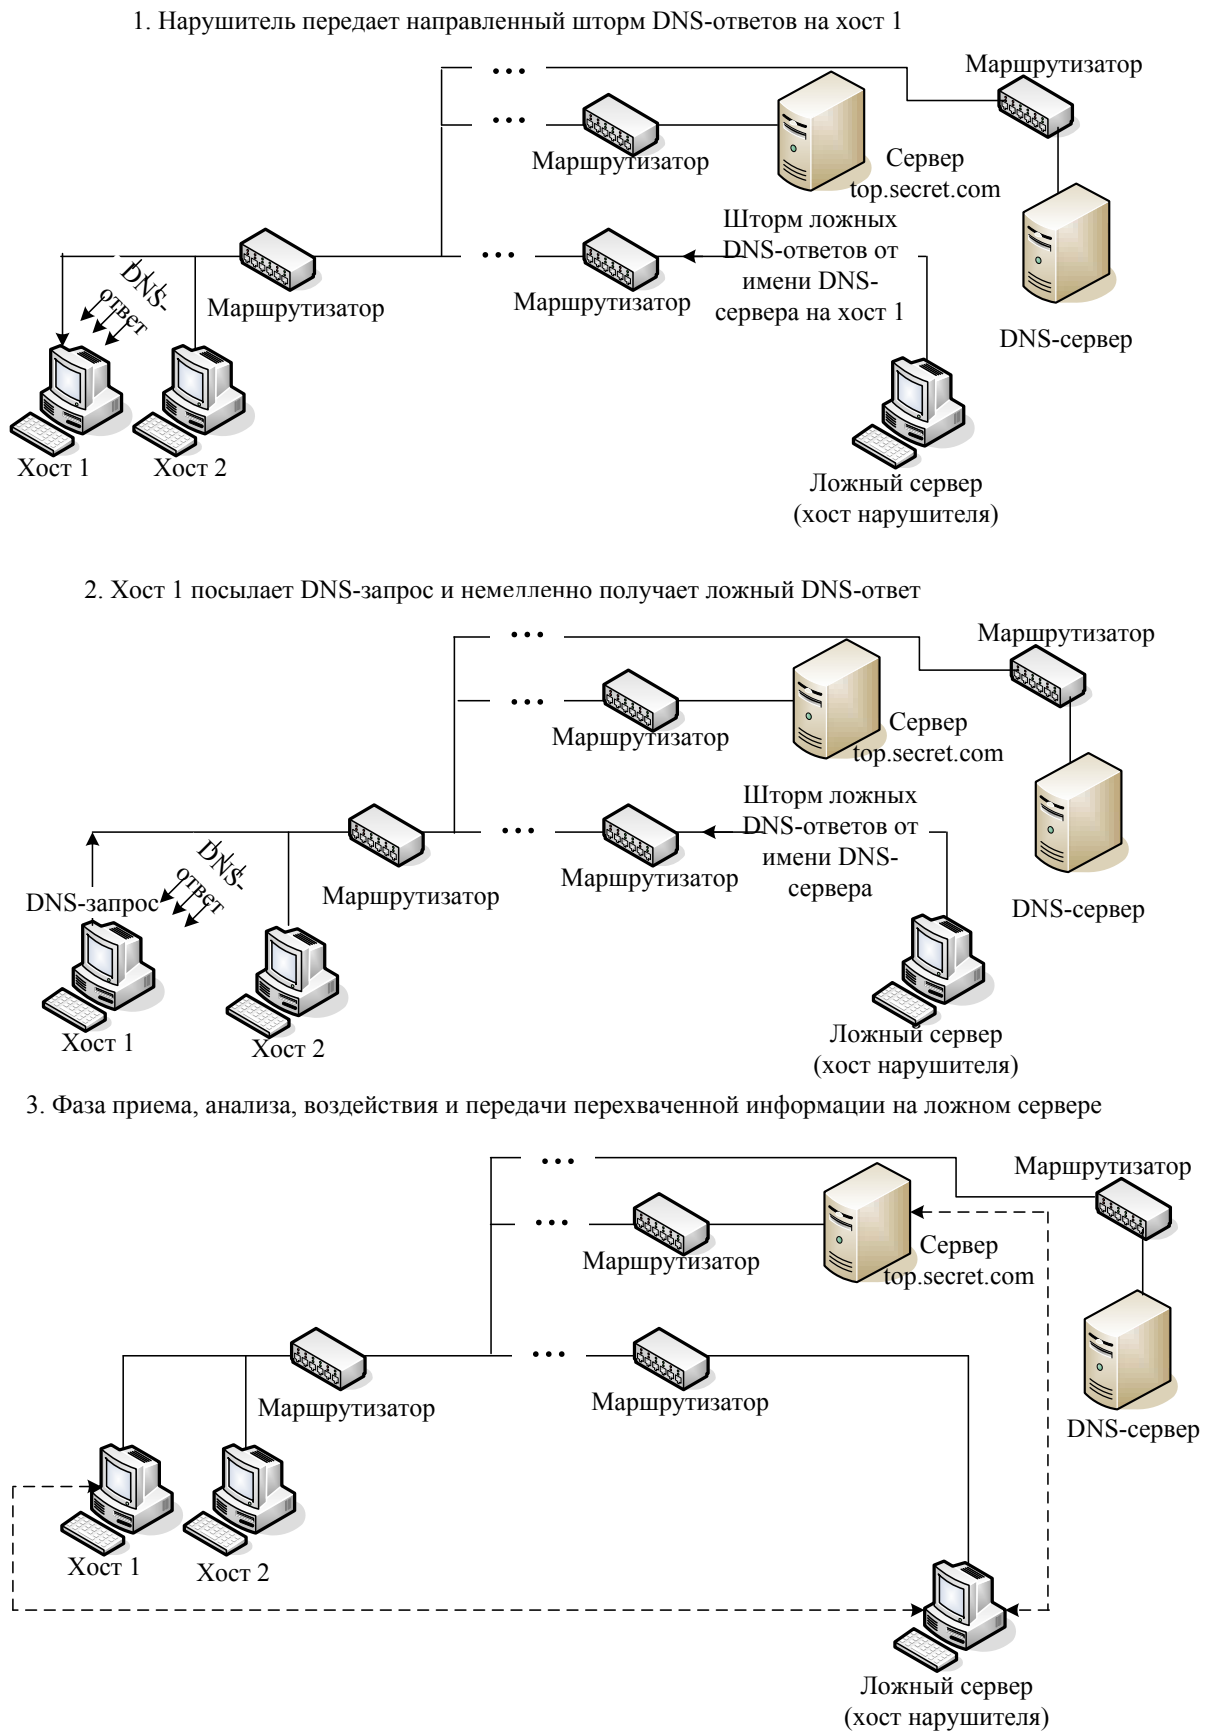 1. Нарушитель передает направленный шторм DNS-ответов на хост 1
Маршрутизатор
Маршрутизатор
Сервер
top.secret.com
Шторм ложных
DNS-ответов от
имени DNS-
сервера на хост 1
DNS-
ответ
Маршрутизатор
Маршрутизатор
DNS-сервер
Хост 1
Хост 2
Ложный сервер
(хост нарушителя)
2. Хост 1 посылает DNS-запрос и немедленно получает ложный DNS-ответ
Маршрутизатор
Сервер
top.secret.com
Маршрутизатор
Шторм ложных
DNS-ответов от
имени DNS-
сервера
DNS-
ответ
Маршрутизатор
Маршрутизатор
DNS-запрос
DNS-сервер
Хост 1
Хост 2
Ложный сервер
(хост нарушителя)
3. Фаза приема, анализа, воздействия и передачи перехваченной информации на ложном сервере
Маршрутизатор
Маршрутизатор
Сервер
top.secret.com
Маршрутизатор
Маршрутизатор
DNS-сервер
Хост 1
Хост 2
Ложный сервер
(хост нарушителя)